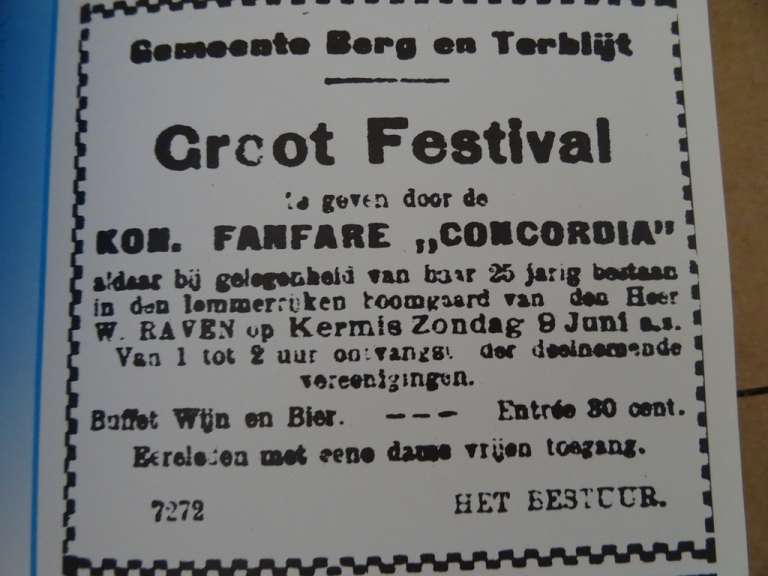 Gemeente Berg en Terblijt
Groot Festival
te geven door de
KON. FANFARE „CONCORDIA"
aldaar bij gelegenheid van haar 25 jarig bestaan
in den lommerrijken boomgaard van den Heer
W. RAVEN op Kermis Zondag 9 Juni a.s.
Van 1 tot 2 uur ontvangst der deelnemende
vereenigingen.
Buffet Wijn en Bier. --- Entrée 30 cent.
Eereleden met eene dame vrijen toegang.
7272 HET BESTUUR.